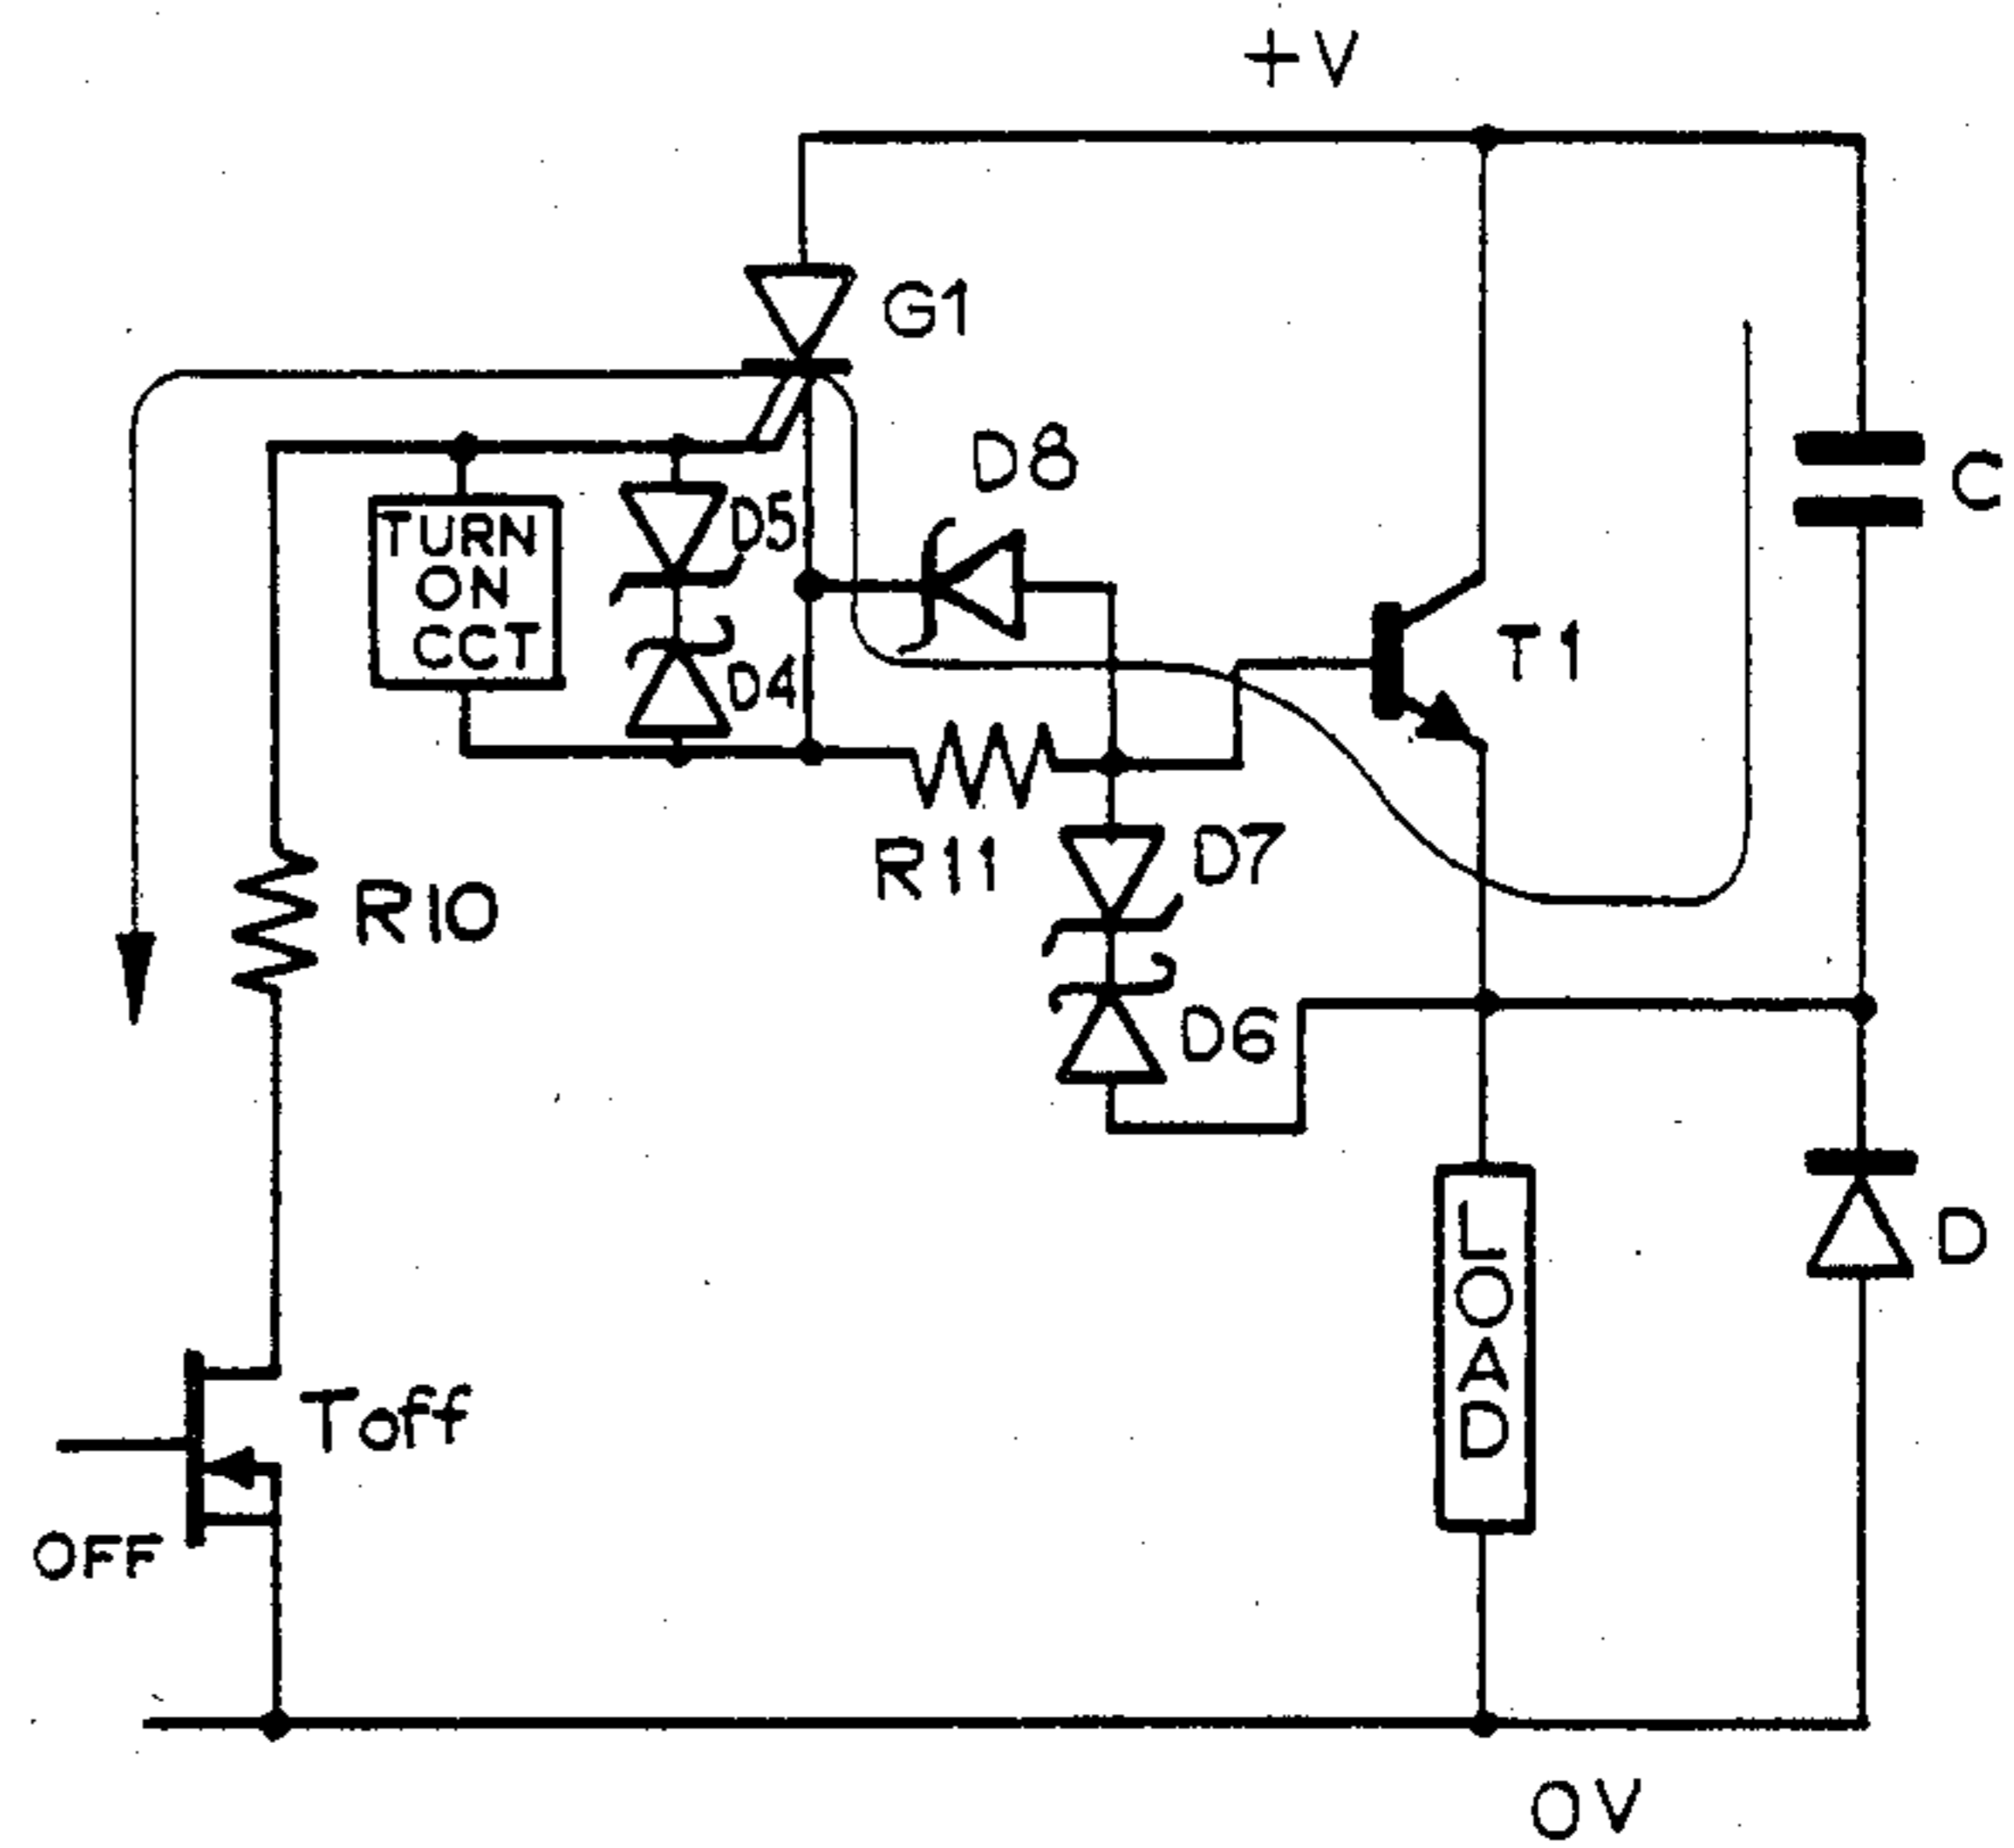 +V
G1
D8
C
TURN
ON
CCT
D5
D4
T1
R11
D7
R10
D6
LOAD
D
Toff
OFF
0V